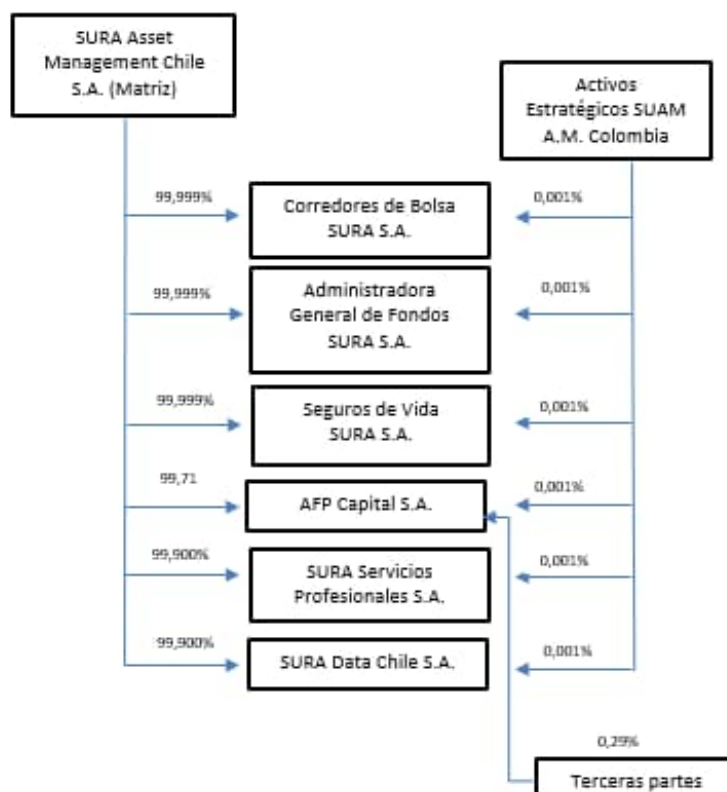 SURA Asset
Management Chile
S.A. (Matriz)
Activos
Estratégicos SUAM
A.M. Colombia
99,999%
Corredores de Bolsa
SURA S.A.
0,001%
99,999%
Administradora
General de Fondos
SURA S.A.
0,001%
99,999%
Seguros de Vida
SURA S.A.
0,001%
99,71
AFP Capital S.A.
0,001%
99,900%
SURA Servicios
Profesionales S.A.
0,001%
99,900%
SURA Data Chile S.A.
0,001%
0,29%
Terceras partes